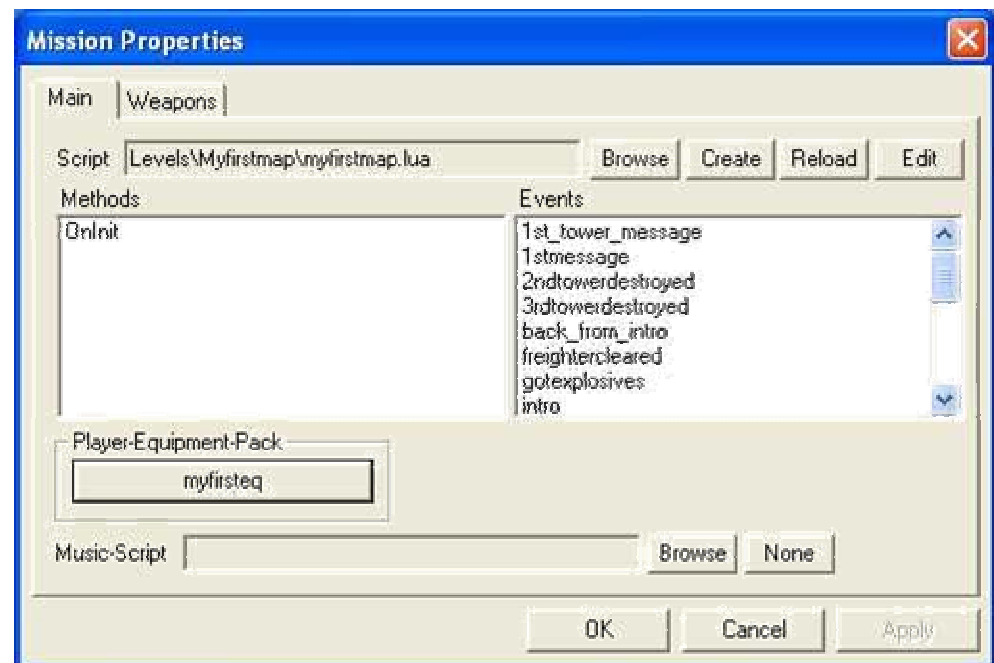 Mission Properties
Main Weapons
Script Levels\Myfirstmap\myfirstmap.lua Browse Create Reload Edit
Methods Events
OnInit 1st_tower_message
1stmessage
2ndtowerdestroyed
3rdtowerdestroyed
back_from_intro
freightercleared
gotexplosives
intro
Player-Equipment-Pack
myfirsteq
Music-Script Browse None
OK Cancel Apply